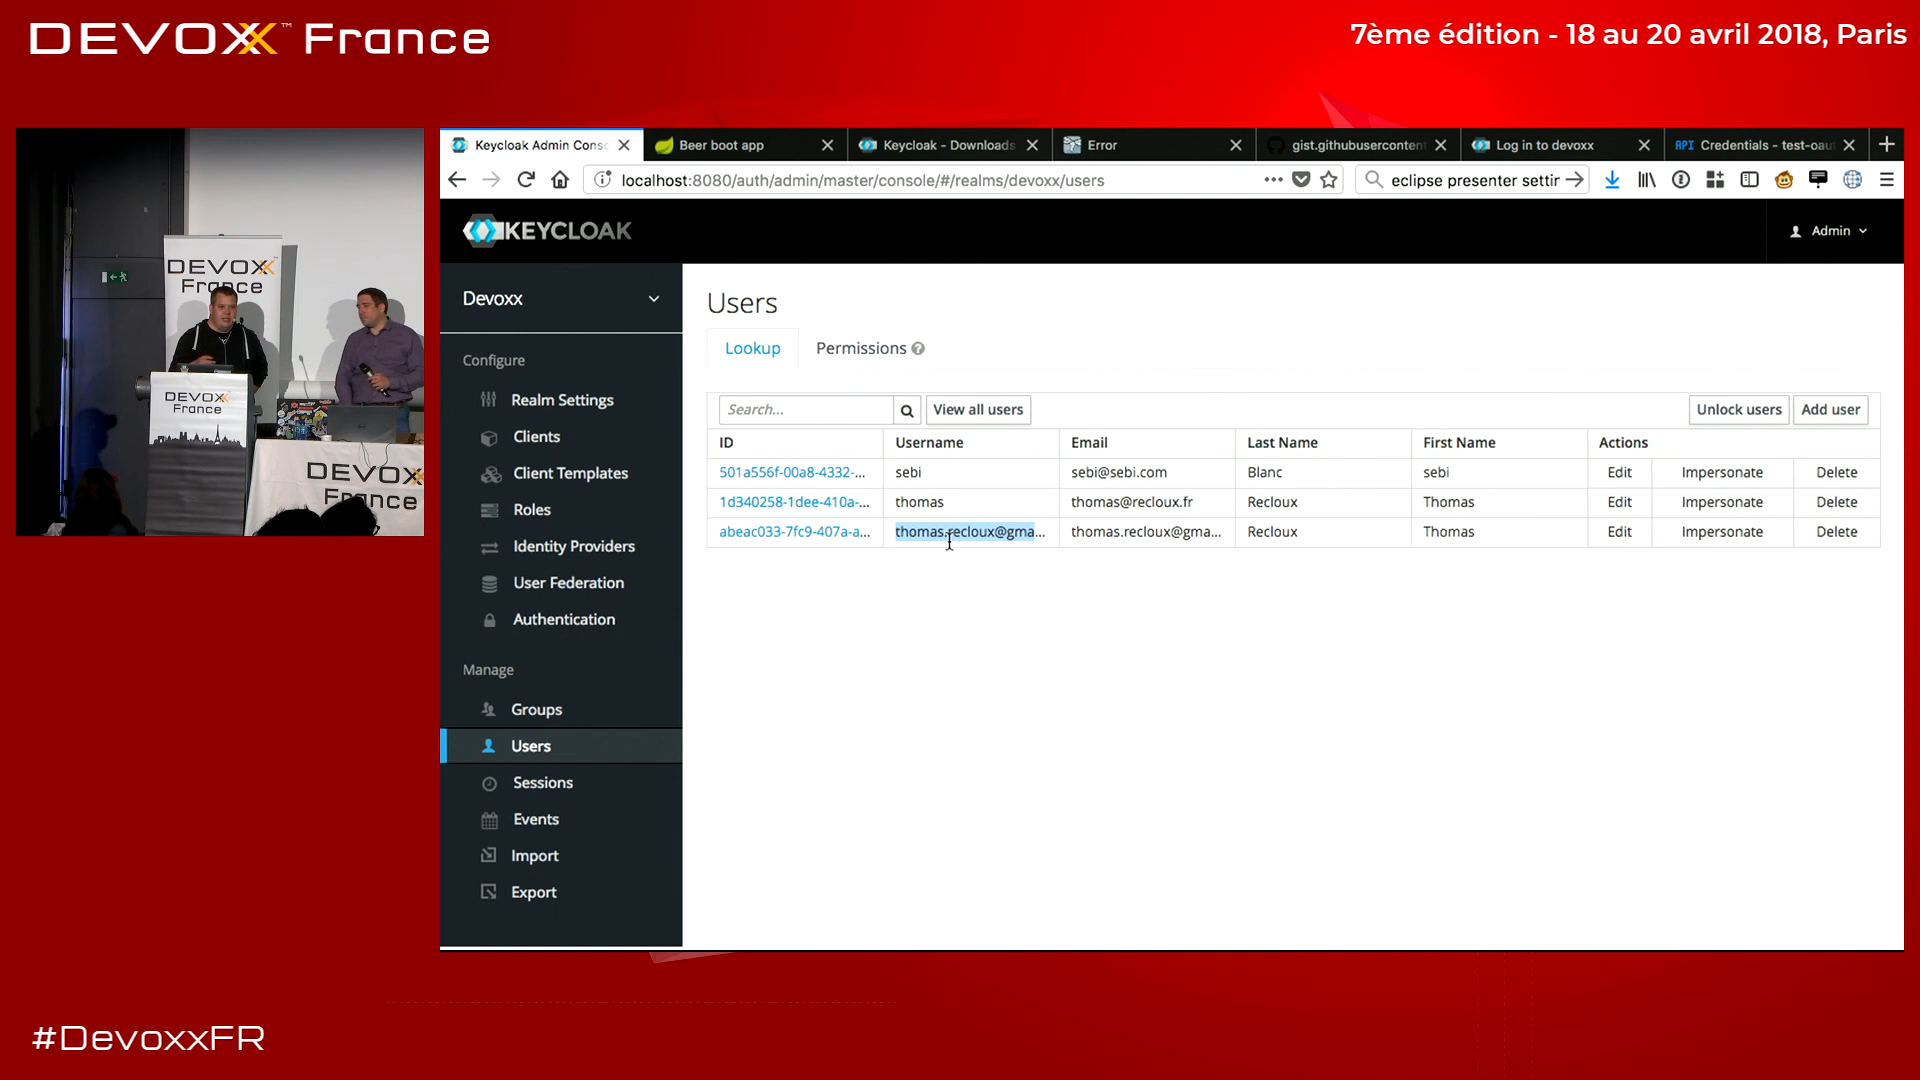 DEVOXX™ France
7ème édition - 18 au 20 avril 2018, Paris
DEVOXX
France
DEVOXX
France
DEVOXX
France
Keycloak Admin Conso
Beer boot app
Keycloak - Downloads
Error
gist.githubusercontent
Log in to devoxx
API Credentials - test-oau
localhost:8080/auth/admin/master/console/#/realms/devoxx/users
eclipse presenter settir
KEYCLOAK
Admin
Devoxx
Configure
Realm Settings
Clients
Client Templates
Roles
Identity Providers
User Federation
Authentication
Manage
Groups
Users
Sessions
Events
Import
Export
Users
Lookup Permissions
Search... View all users Unlock users Add user
ID Username Email Last Name First Name Actions
501a556f-00a8-4332-... sebi sebi@sebi.com Blanc sebi Edit Impersonate Delete
1d340258-1dee-410a-... thomas thomas@recloux.fr Recloux Thomas Edit Impersonate Delete
abeac033-7fc9-407a-a... thomas.recloux@gma... thomas.recloux@gma... Recloux Thomas Edit Impersonate Delete
#DevoxxFR